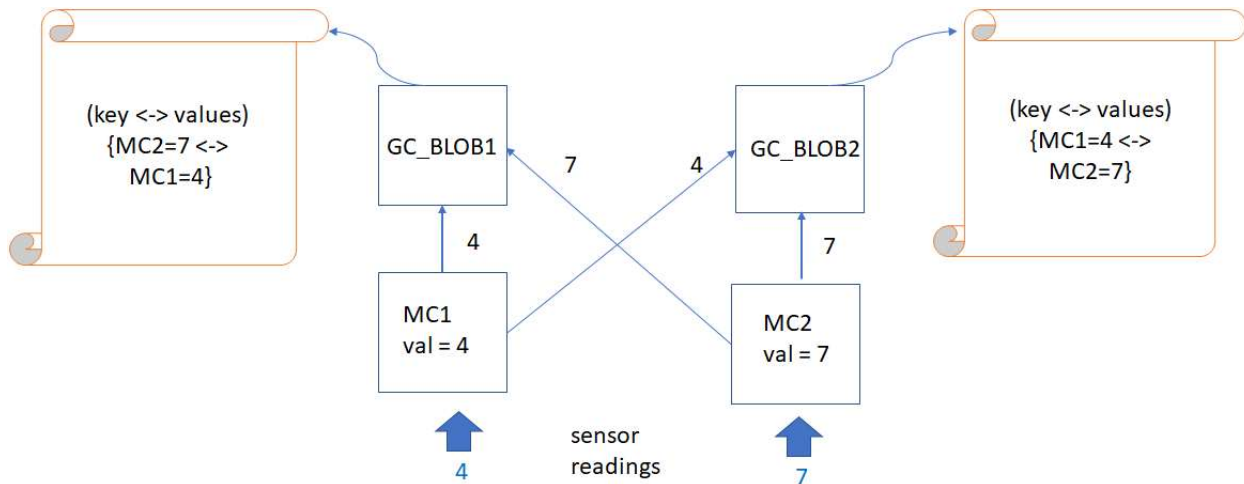 (key <-> values)
{MC2=7 <->
MC1=4}
GC_BLOB1
GC_BLOB2
(key <-> values)
{MC1=4 <->
MC2=7}
7
4
4
7
MC1
val = 4
MC2
val = 7
sensor
readings
4
7